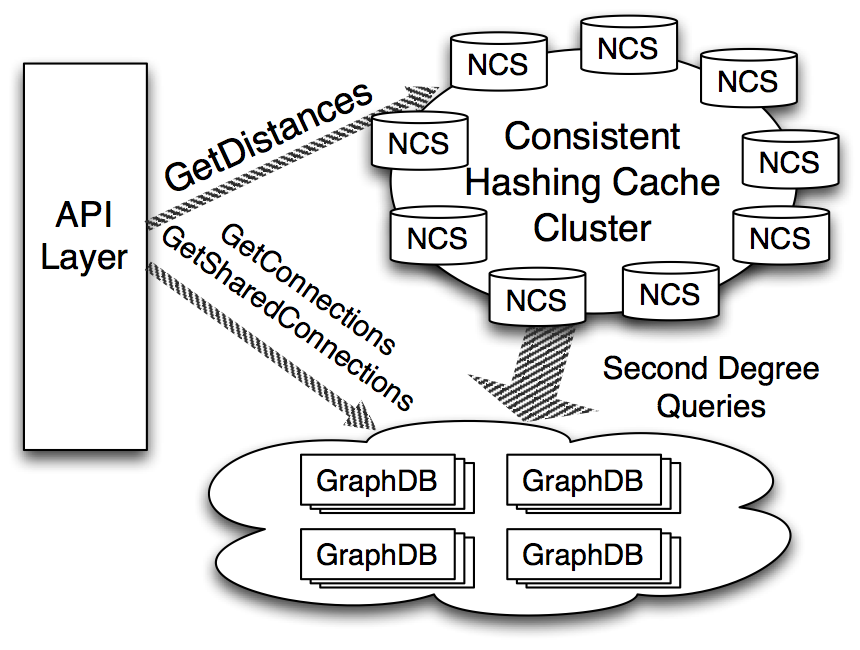 API
Layer
GetDistances
GetConnections
GetSharedConnections
NCS
NCS
NCS
NCS
NCS
NCS
NCS
NCS
NCS
Consistent
Hashing Cache
Cluster
Second Degree
Queries
GraphDB
GraphDB
GraphDB
GraphDB